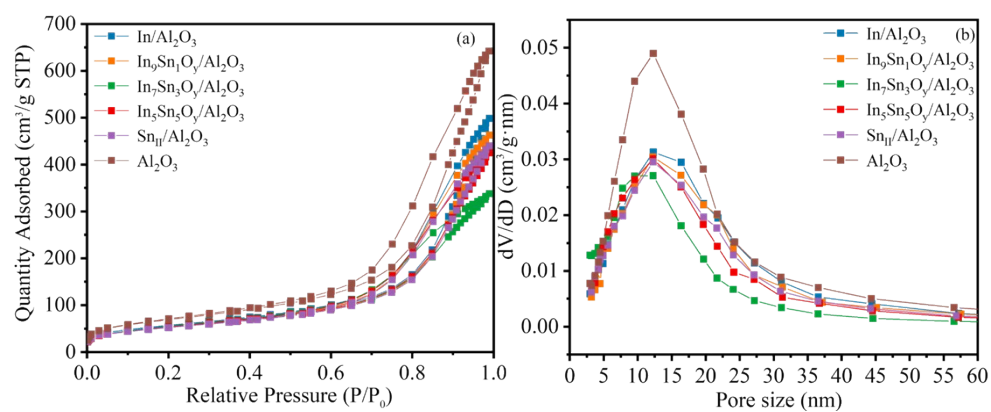 (a)
In/Al₂O₃
In₉Sn₁Oᵧ/Al₂O₃
In₇Sn₃Oᵧ/Al₂O₃
In₅Sn₅Oᵧ/Al₂O₃
Sn_II/Al₂O₃
Al₂O₃
Quantity Adsorbed (cm³/g STP)
700
600
500
400
300
200
100
0
0.0 0.2 0.4 0.6 0.8 1.0
Relative Pressure (P/P₀)
(b)
In/Al₂O₃
In₉Sn₁Oᵧ/Al₂O₃
In₇Sn₃Oᵧ/Al₂O₃
In₅Sn₅Oᵧ/Al₂O₃
Sn_II/Al₂O₃
Al₂O₃
dV/dD (cm³/g·nm)
0.05
0.04
0.03
0.02
0.01
0.00
0 5 10 15 20 25 30 35 40 45 50 55 60
Pore size (nm)